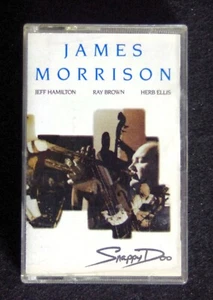 JAMES
MORRISON
JEFF HAMILTON RAY BROWN HERB ELLIS
Snappy Doo